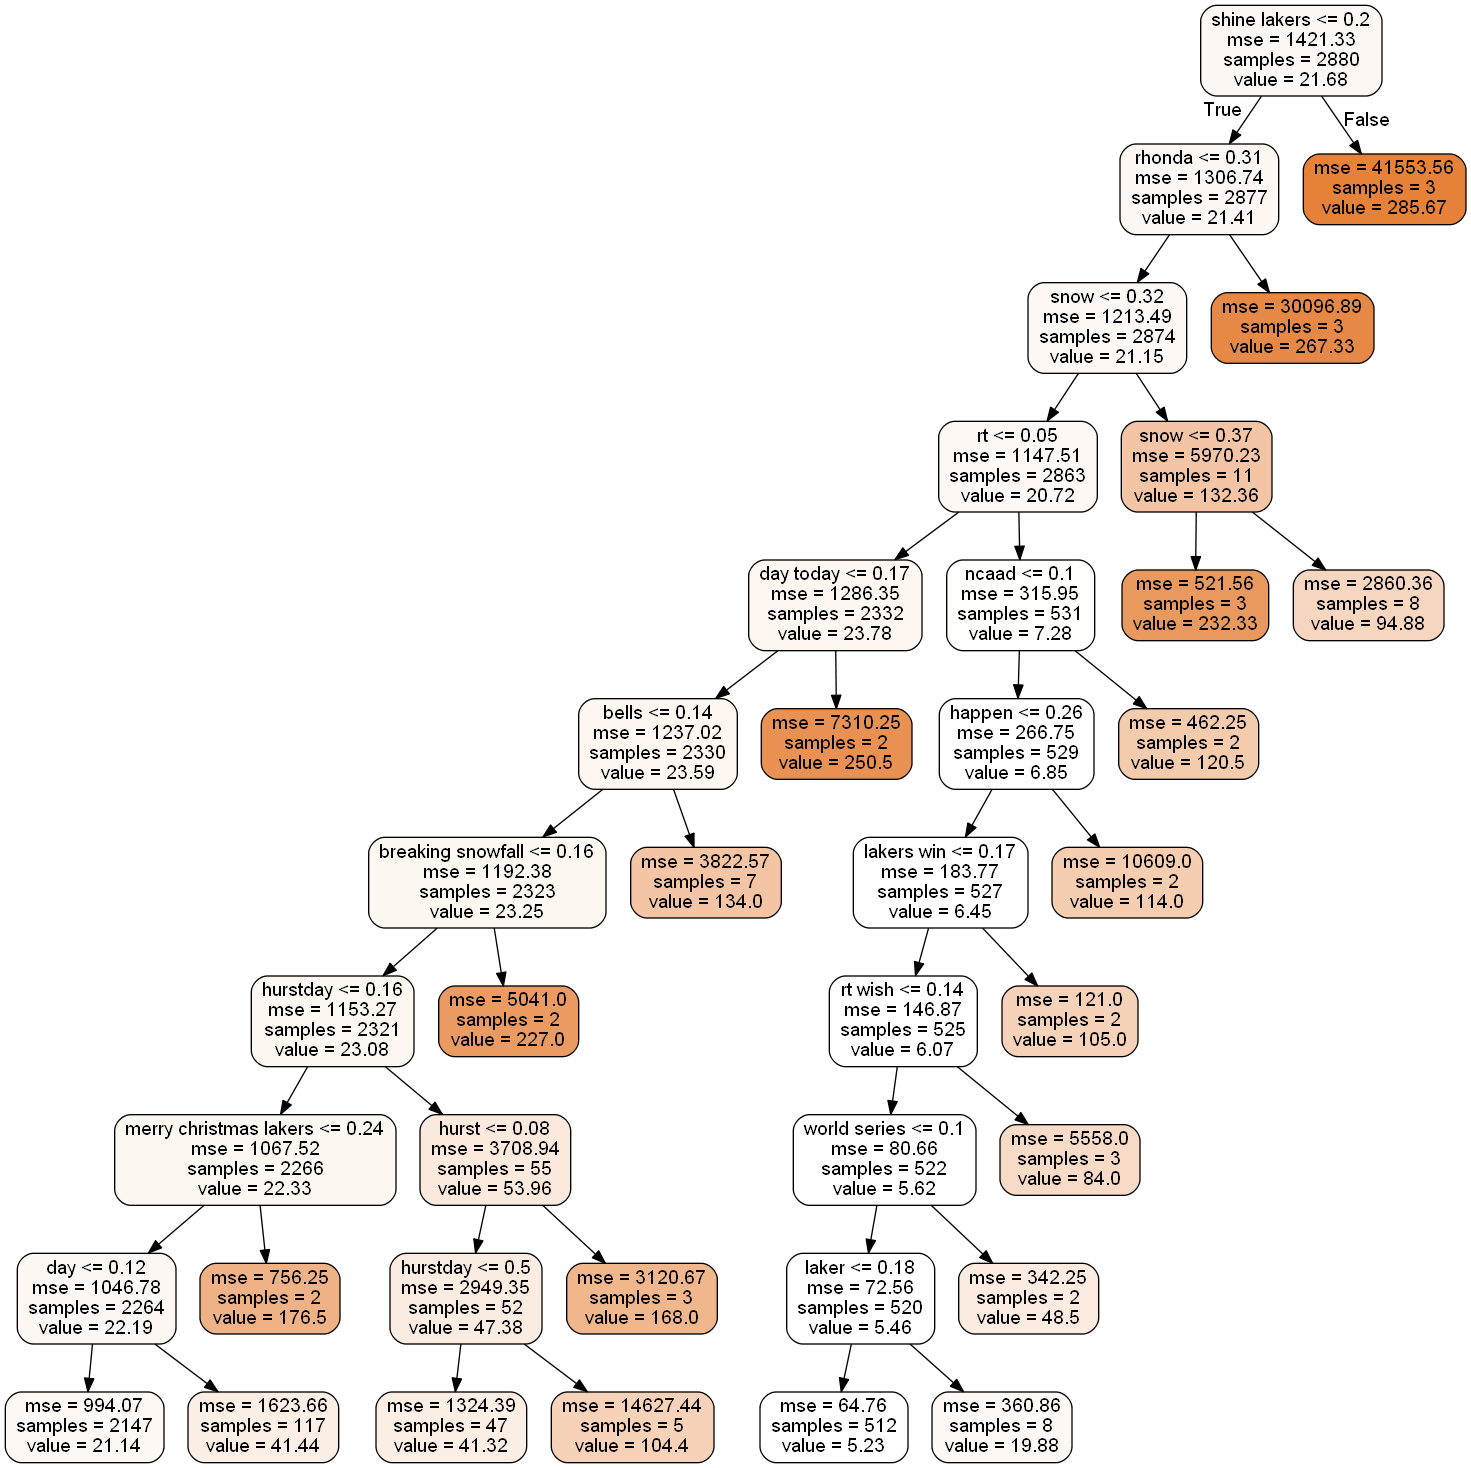 shine lakers <= 0.2
mse = 1421.33
samples = 2880
value = 21.68
True
False
rhonda <= 0.31
mse = 1306.74
samples = 2877
value = 21.41
mse = 41553.56
samples = 3
value = 285.67
snow <= 0.32
mse = 1213.49
samples = 2874
value = 21.15
mse = 30096.89
samples = 3
value = 267.33
rt <= 0.05
mse = 1147.51
samples = 2863
value = 20.72
snow <= 0.37
mse = 5970.23
samples = 11
value = 132.36
day today <= 0.17
mse = 1286.35
samples = 2332
value = 23.78
ncaad <= 0.1
mse = 315.95
samples = 531
value = 7.28
mse = 521.56
samples = 3
value = 232.33
mse = 2860.36
samples = 8
value = 94.88
bells <= 0.14
mse = 1237.02
samples = 2330
value = 23.59
mse = 7310.25
samples = 2
value = 250.5
happen <= 0.26
mse = 266.75
samples = 529
value = 6.85
mse = 462.25
samples = 2
value = 120.5
breaking snowfall <= 0.16
mse = 1192.38
samples = 2323
value = 23.25
mse = 3822.57
samples = 7
value = 134.0
lakers win <= 0.17
mse = 183.77
samples = 527
value = 6.45
mse = 10609.0
samples = 2
value = 114.0
hurstday <= 0.16
mse = 1153.27
samples = 2321
value = 23.08
mse = 5041.0
samples = 2
value = 227.0
rt wish <= 0.14
mse = 146.87
samples = 525
value = 6.07
mse = 121.0
samples = 2
value = 105.0
merry christmas lakers <= 0.24
mse = 1067.52
samples = 2266
value = 22.33
hurst <= 0.08
mse = 3708.94
samples = 55
value = 53.96
world series <= 0.1
mse = 80.66
samples = 522
value = 5.62
mse = 5558.0
samples = 3
value = 84.0
day <= 0.12
mse = 1046.78
samples = 2264
value = 22.19
mse = 756.25
samples = 2
value = 176.5
hurstday <= 0.5
mse = 2949.35
samples = 52
value = 47.38
mse = 3120.67
samples = 3
value = 168.0
laker <= 0.18
mse = 72.56
samples = 520
value = 5.46
mse = 342.25
samples = 2
value = 48.5
mse = 994.07
samples = 2147
value = 21.14
mse = 1623.66
samples = 117
value = 41.44
mse = 1324.39
samples = 47
value = 41.32
mse = 14627.44
samples = 5
value = 104.4
mse = 64.76
samples = 512
value = 5.23
mse = 360.86
samples = 8
value = 19.88